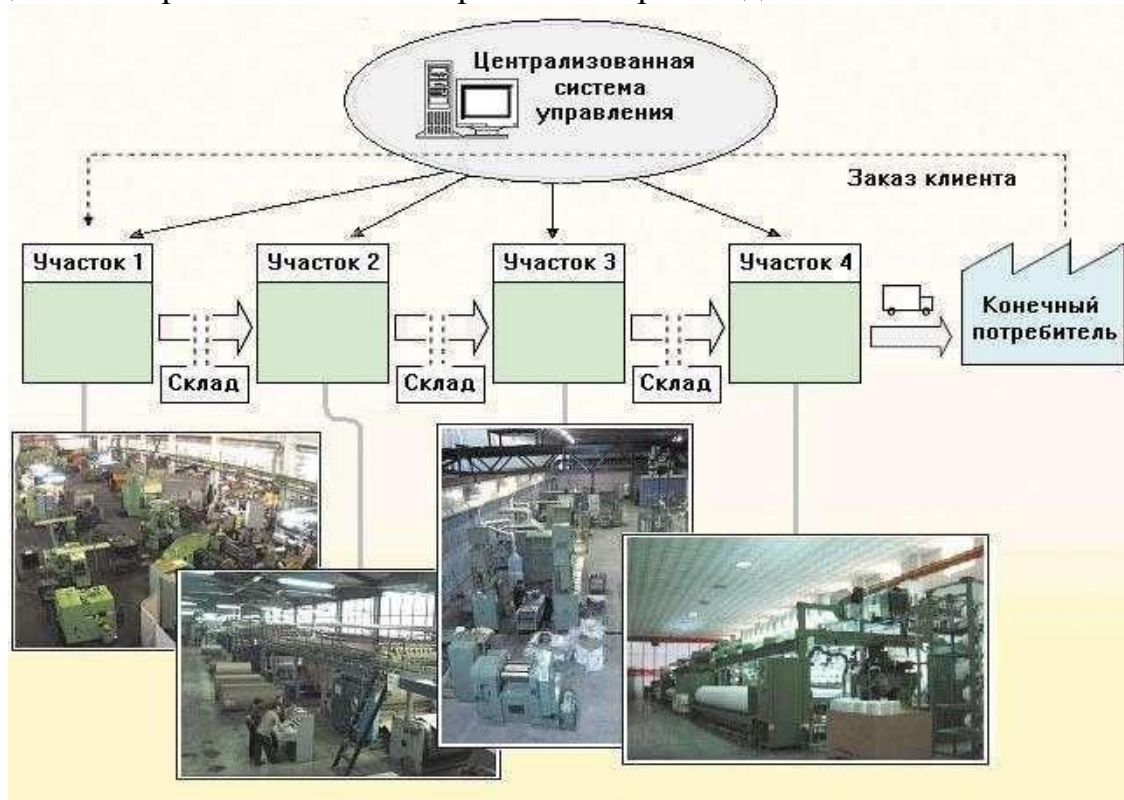 Централизованная
система
управления
Заказ клиента
Участок 1
Участок 2
Участок 3
Участок 4
Конечный
потребитель
Склад
Склад
Склад